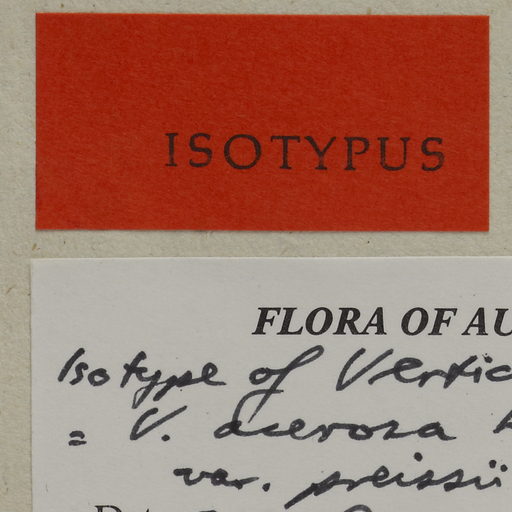 ISOTYPUS
FLORA OF AU
Isotype of Vertic
= V. acerosa
var. preissii